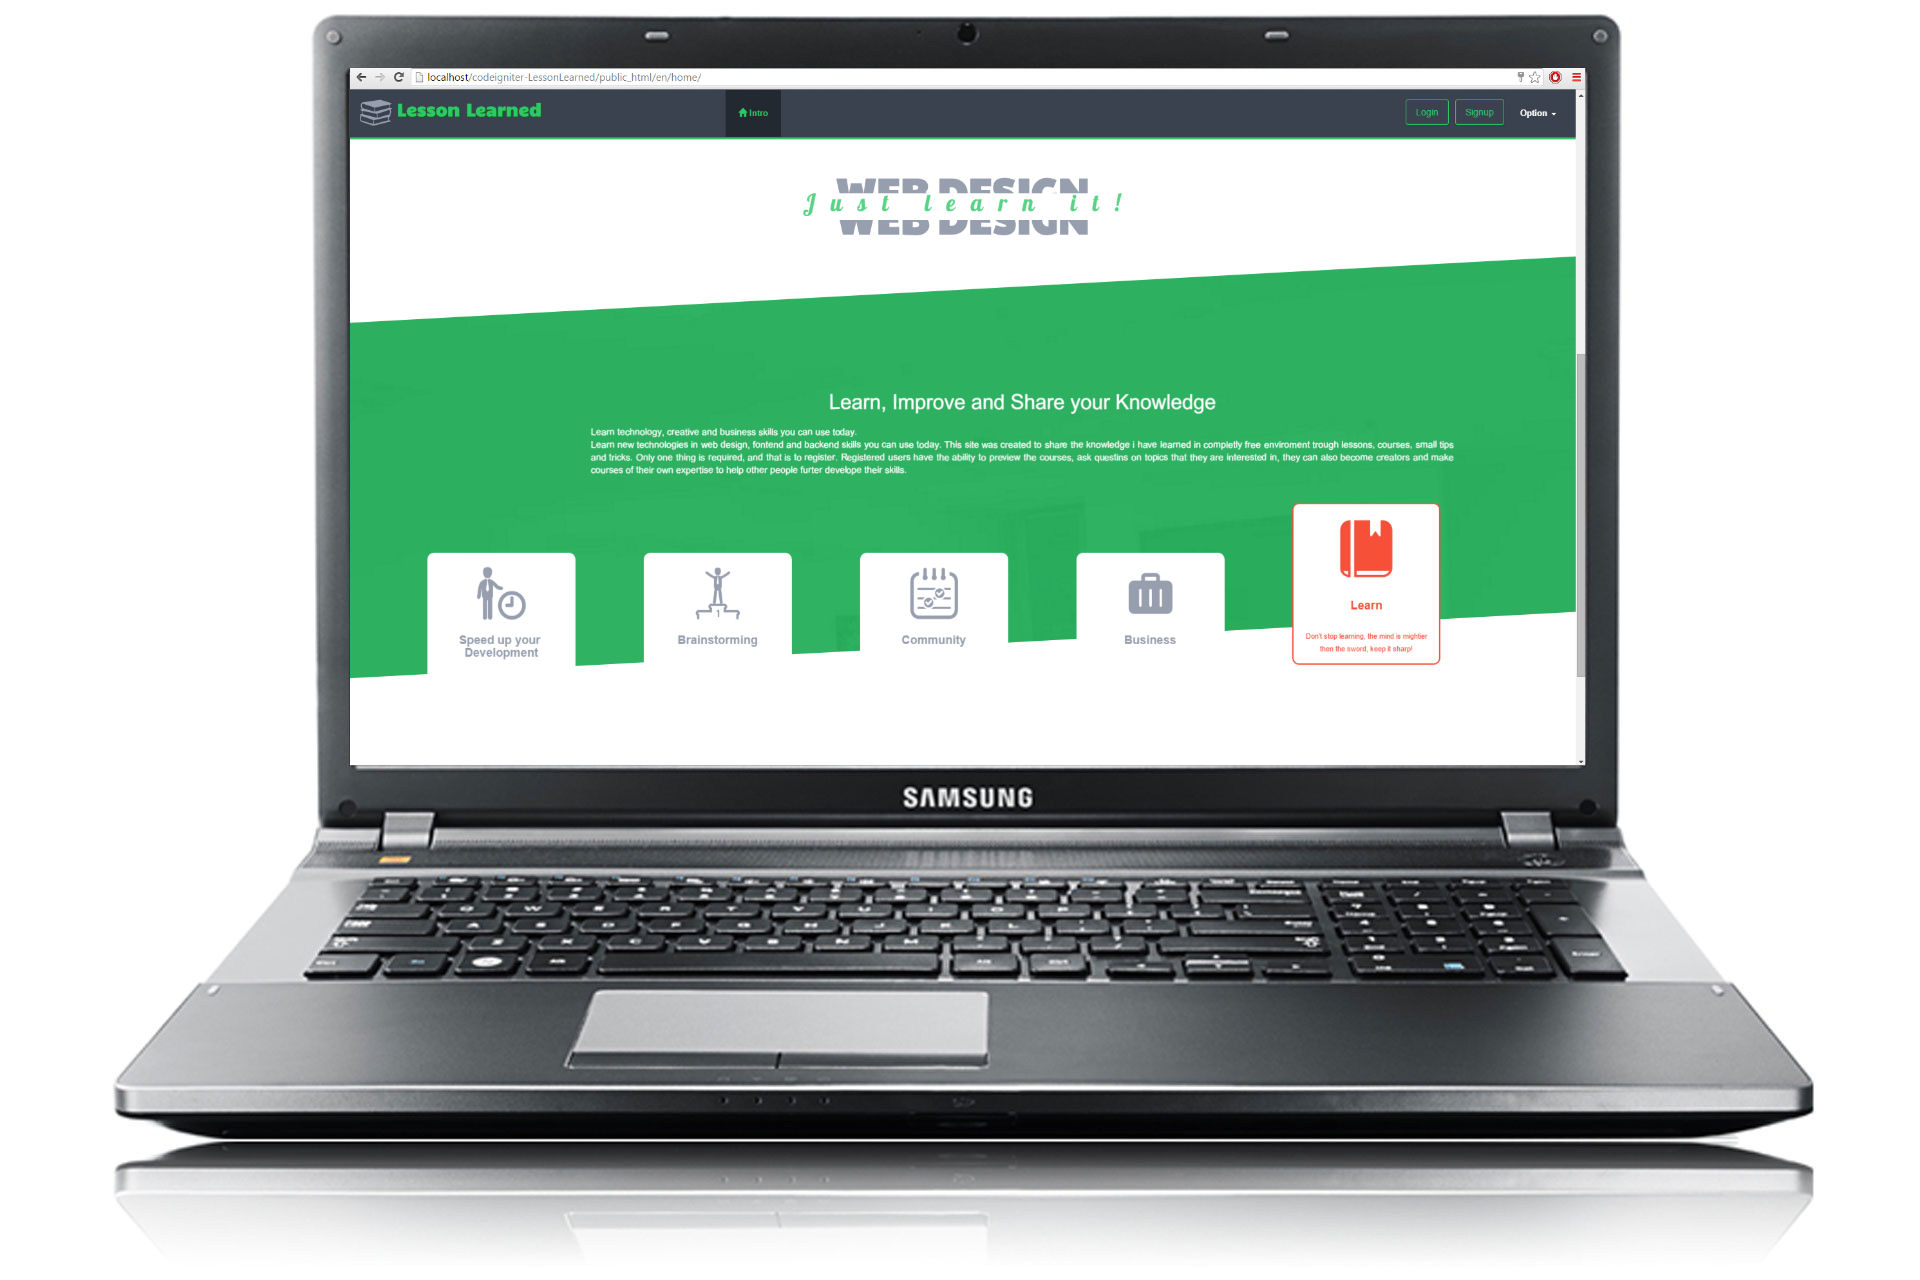 localhost/codeigniter-LessonLearned/public_html/en/home/
Lesson Learned
Intro
Login
Signup
Option
WEB DESIGN
Just learn it!
WEB DESIGN
Learn, Improve and Share your Knowledge
Learn technology, creative and business skills you can use today.
Learn new technologies in web design, fontend and backend skills you can use today. This site was created to share the knowledge i have learned in completly free enviroment trough lessons, courses, small tips
and tricks. Only one thing is required, and that is to register. Registered users have the ability to preview the courses, ask questins on topics that they are interested in, they can also become creators and make
courses of their own expertise to help other people furter develope their skills.
Speed up your
Development
1
Brainstorming
Community
Business
Learn
Don't stop learning, the mind is mightier
then the sword, keep it sharp!
SAMSUNG